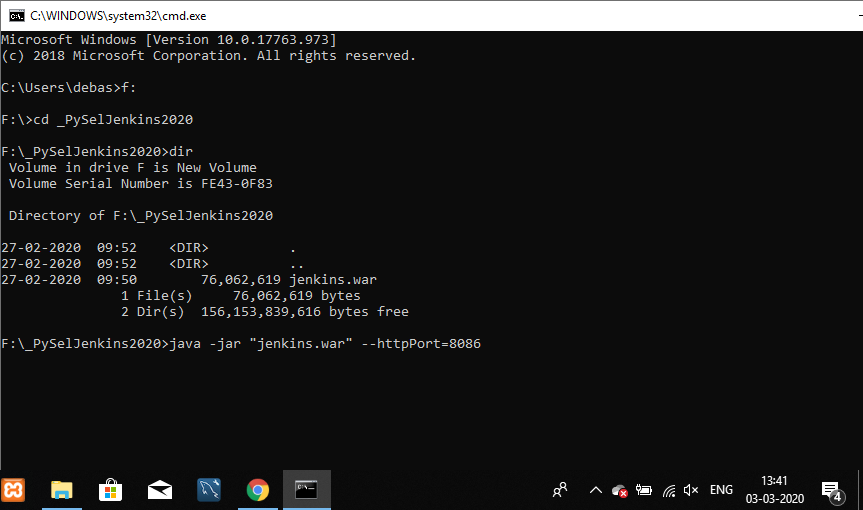 C:\WINDOWS\system32\cmd.exe
Microsoft Windows [Version 10.0.17763.973]
(c) 2018 Microsoft Corporation. All rights reserved.
C:\Users\debas>f:
F:\>cd _PySelJenkins2020
F:\_PySelJenkins2020>dir
Volume in drive F is New Volume
Volume Serial Number is FE43-0F83
Directory of F:\_PySelJenkins2020
27-02-2020  09:52    <DIR>          .
27-02-2020  09:52    <DIR>          ..
27-02-2020  09:50        76,062,619 jenkins.war
1 File(s)     76,062,619 bytes
2 Dir(s)  156,153,839,616 bytes free
F:\_PySelJenkins2020>java -jar "jenkins.war" --httpPort=8086
ENG
13:41
03-03-2020
4